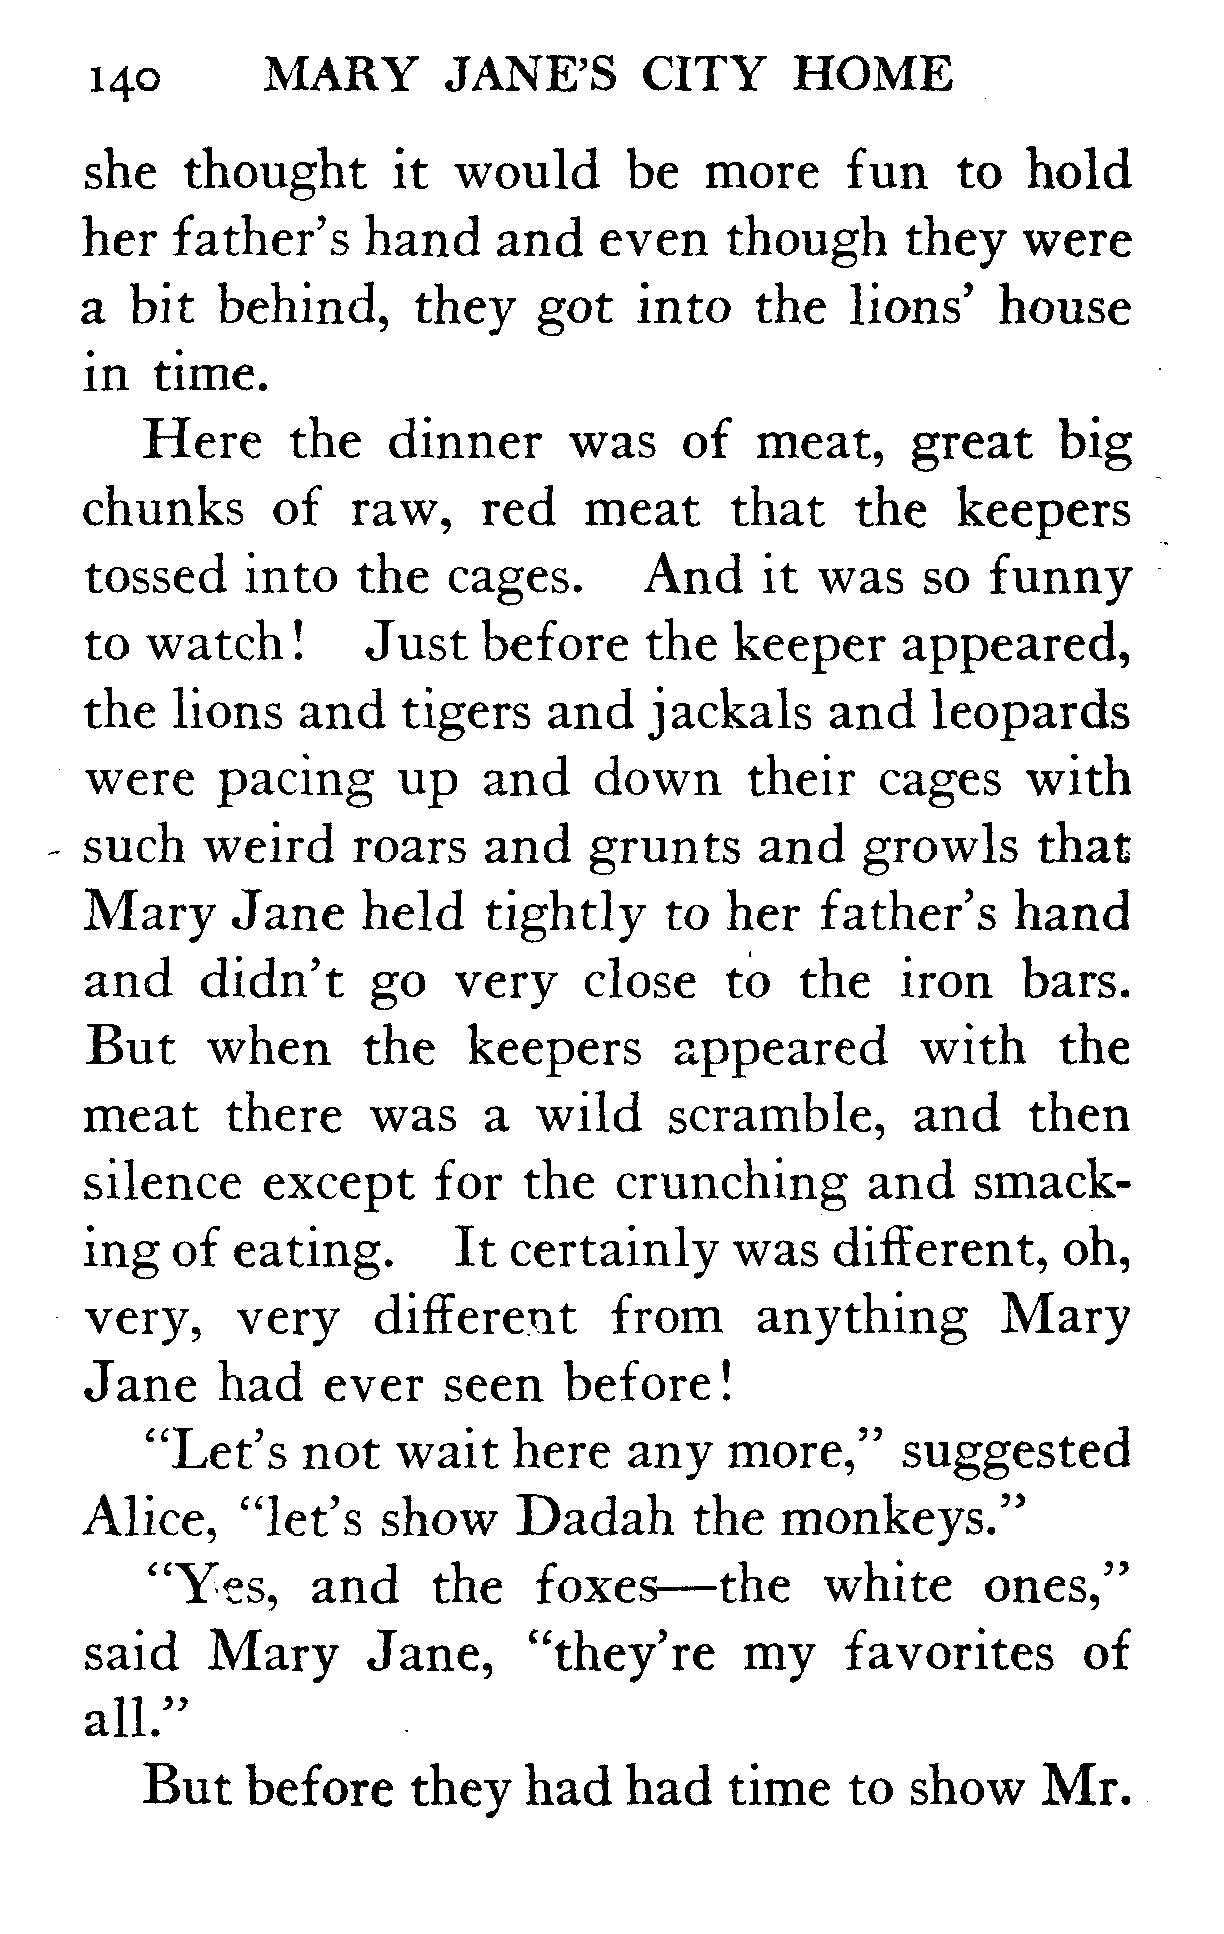 140 MARY JANE'S CITY HOME
she thought it would be more fun to hold
her father's hand and even though they were
a bit behind, they got into the lions' house
in time.
Here the dinner was of meat, great big
chunks of raw, red meat that the keepers
tossed into the cages. And it was so funny
to watch! Just before the keeper appeared,
the lions and tigers and jackals and leopards
were pacing up and down their cages with
such weird roars and grunts and growls that
Mary Jane held tightly to her father's hand
and didn't go very close to the iron bars.
But when the keepers appeared with the
meat there was a wild scramble, and then
silence except for the crunching and smack-
ing of eating. It certainly was different, oh,
very, very different from anything Mary
Jane had ever seen before!
"Let's not wait here any more," suggested
Alice, "let's show Dadah the monkeys."
"Yes, and the foxes—the white ones,"
said Mary Jane, "they're my favorites of
all."
But before they had had time to show Mr.